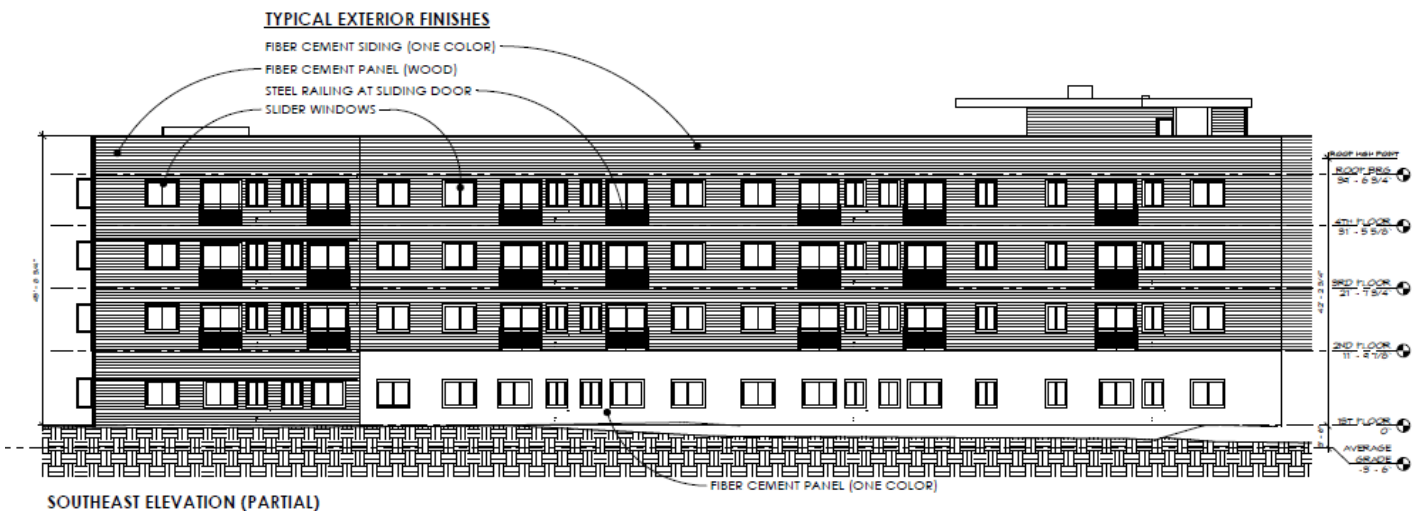 TYPICAL EXTERIOR FINISHES
FIBER CEMENT SIDING (ONE COLOR)
FIBER CEMENT PANEL (WOOD)
STEEL RAILING AT SLIDING DOOR
SLIDER WINDOWS
ROOF HIGH POINT
ROOF BRG
4TH FLOOR
3RD FLOOR
2ND FLOOR
1ST FLOOR
0"
AVERAGE
GRADE
FIBER CEMENT PANEL (ONE COLOR)
SOUTHEAST ELEVATION (PARTIAL)